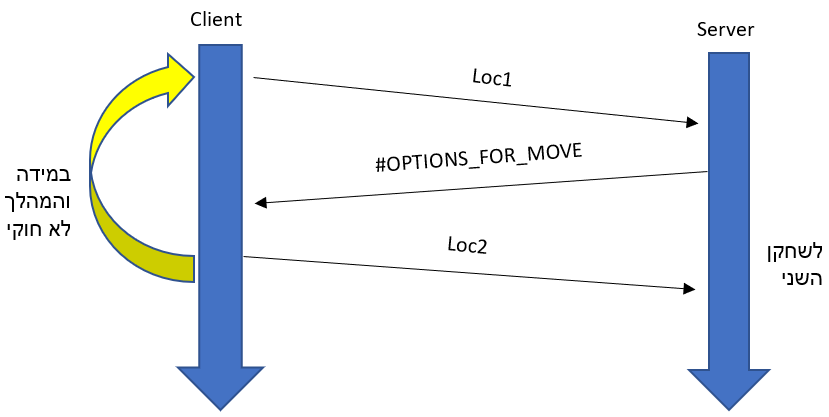 Client
Server
Loc1
#OPTIONS_FOR_MOVE
במידה
והמהלך
לא חוקי
Loc2
לשחקן
השני